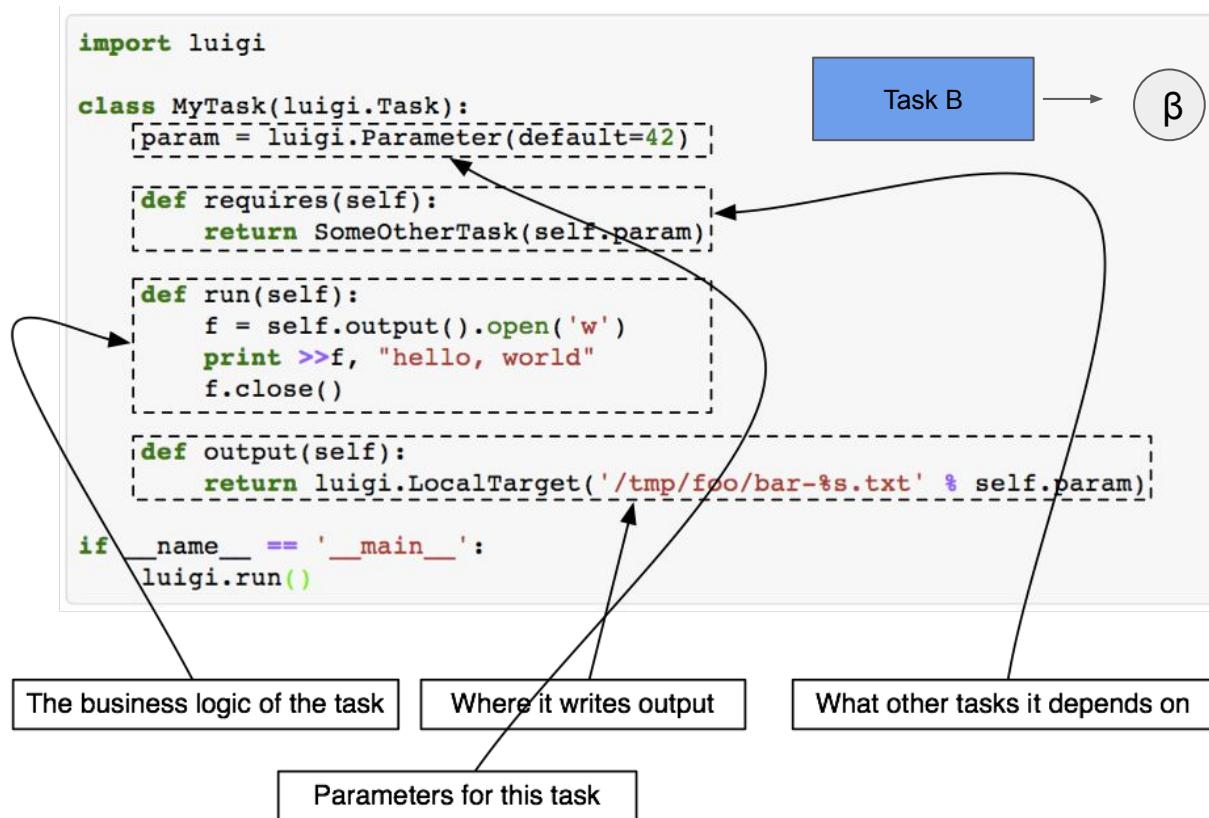 import luigi
class MyTask(luigi.Task):
    param = luigi.Parameter(default=42)
    def requires(self):
        return SomeOtherTask(self.param)
    def run(self):
        f = self.output().open('w')
        print >>f, "hello, world"
        f.close()
    def output(self):
        return luigi.LocalTarget('/tmp/foo/bar-%s.txt' % self.param)
if __name__ == '__main__':
    luigi.run()
Task B
β
The business logic of the task
Where it writes output
What other tasks it depends on
Parameters for this task